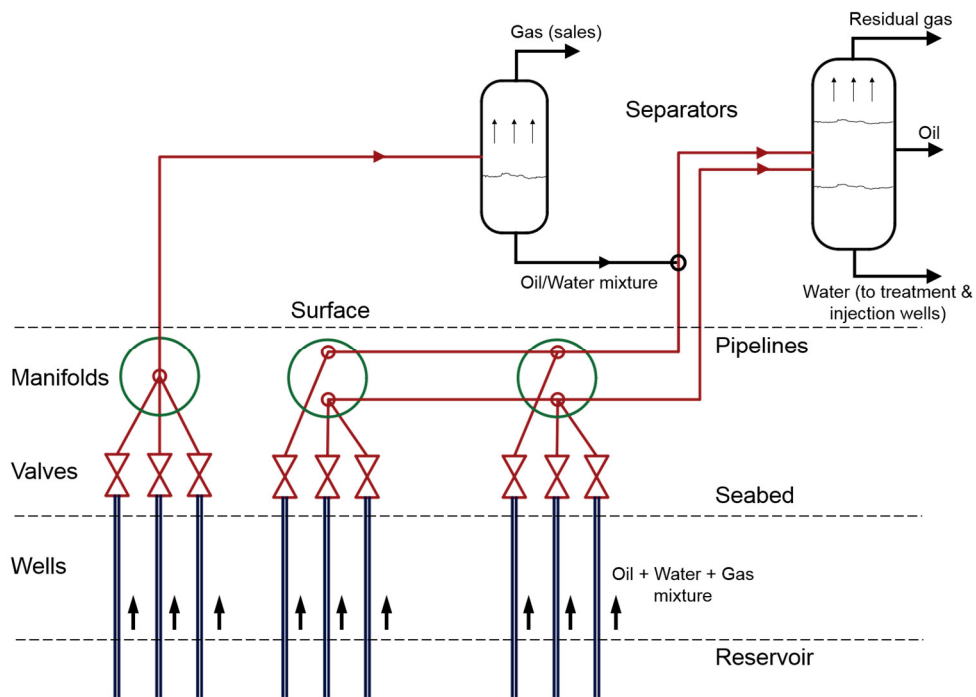 Residual gas
Gas (sales)
Separators
Oil
Oil/Water mixture
Water (to treatment &
injection wells)
Surface
Pipelines
Manifolds
Valves
Seabed
Wells
Oil + Water + Gas
mixture
Reservoir